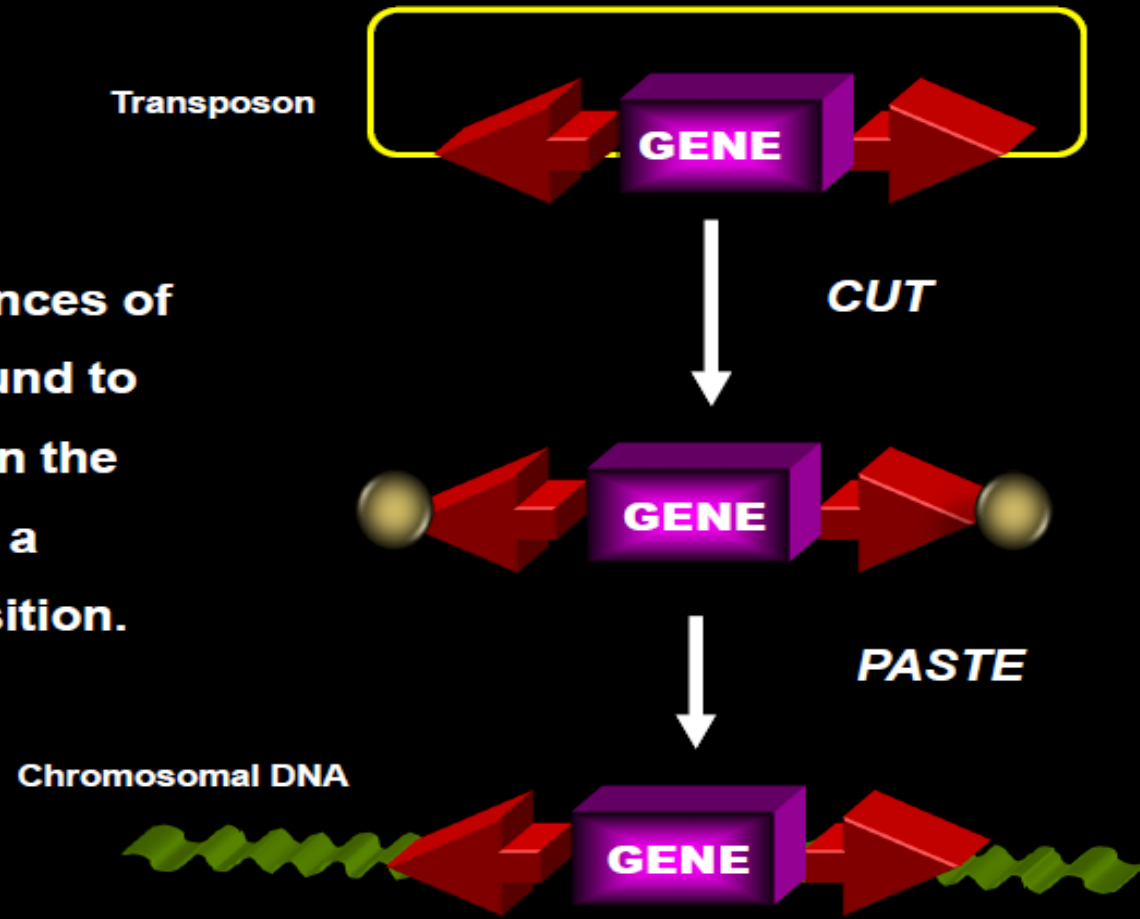 Transposon
GENE
nces of
CUT
und to
n the
GENE
a
sition.
PASTE
Chromosomal DNA
GENE